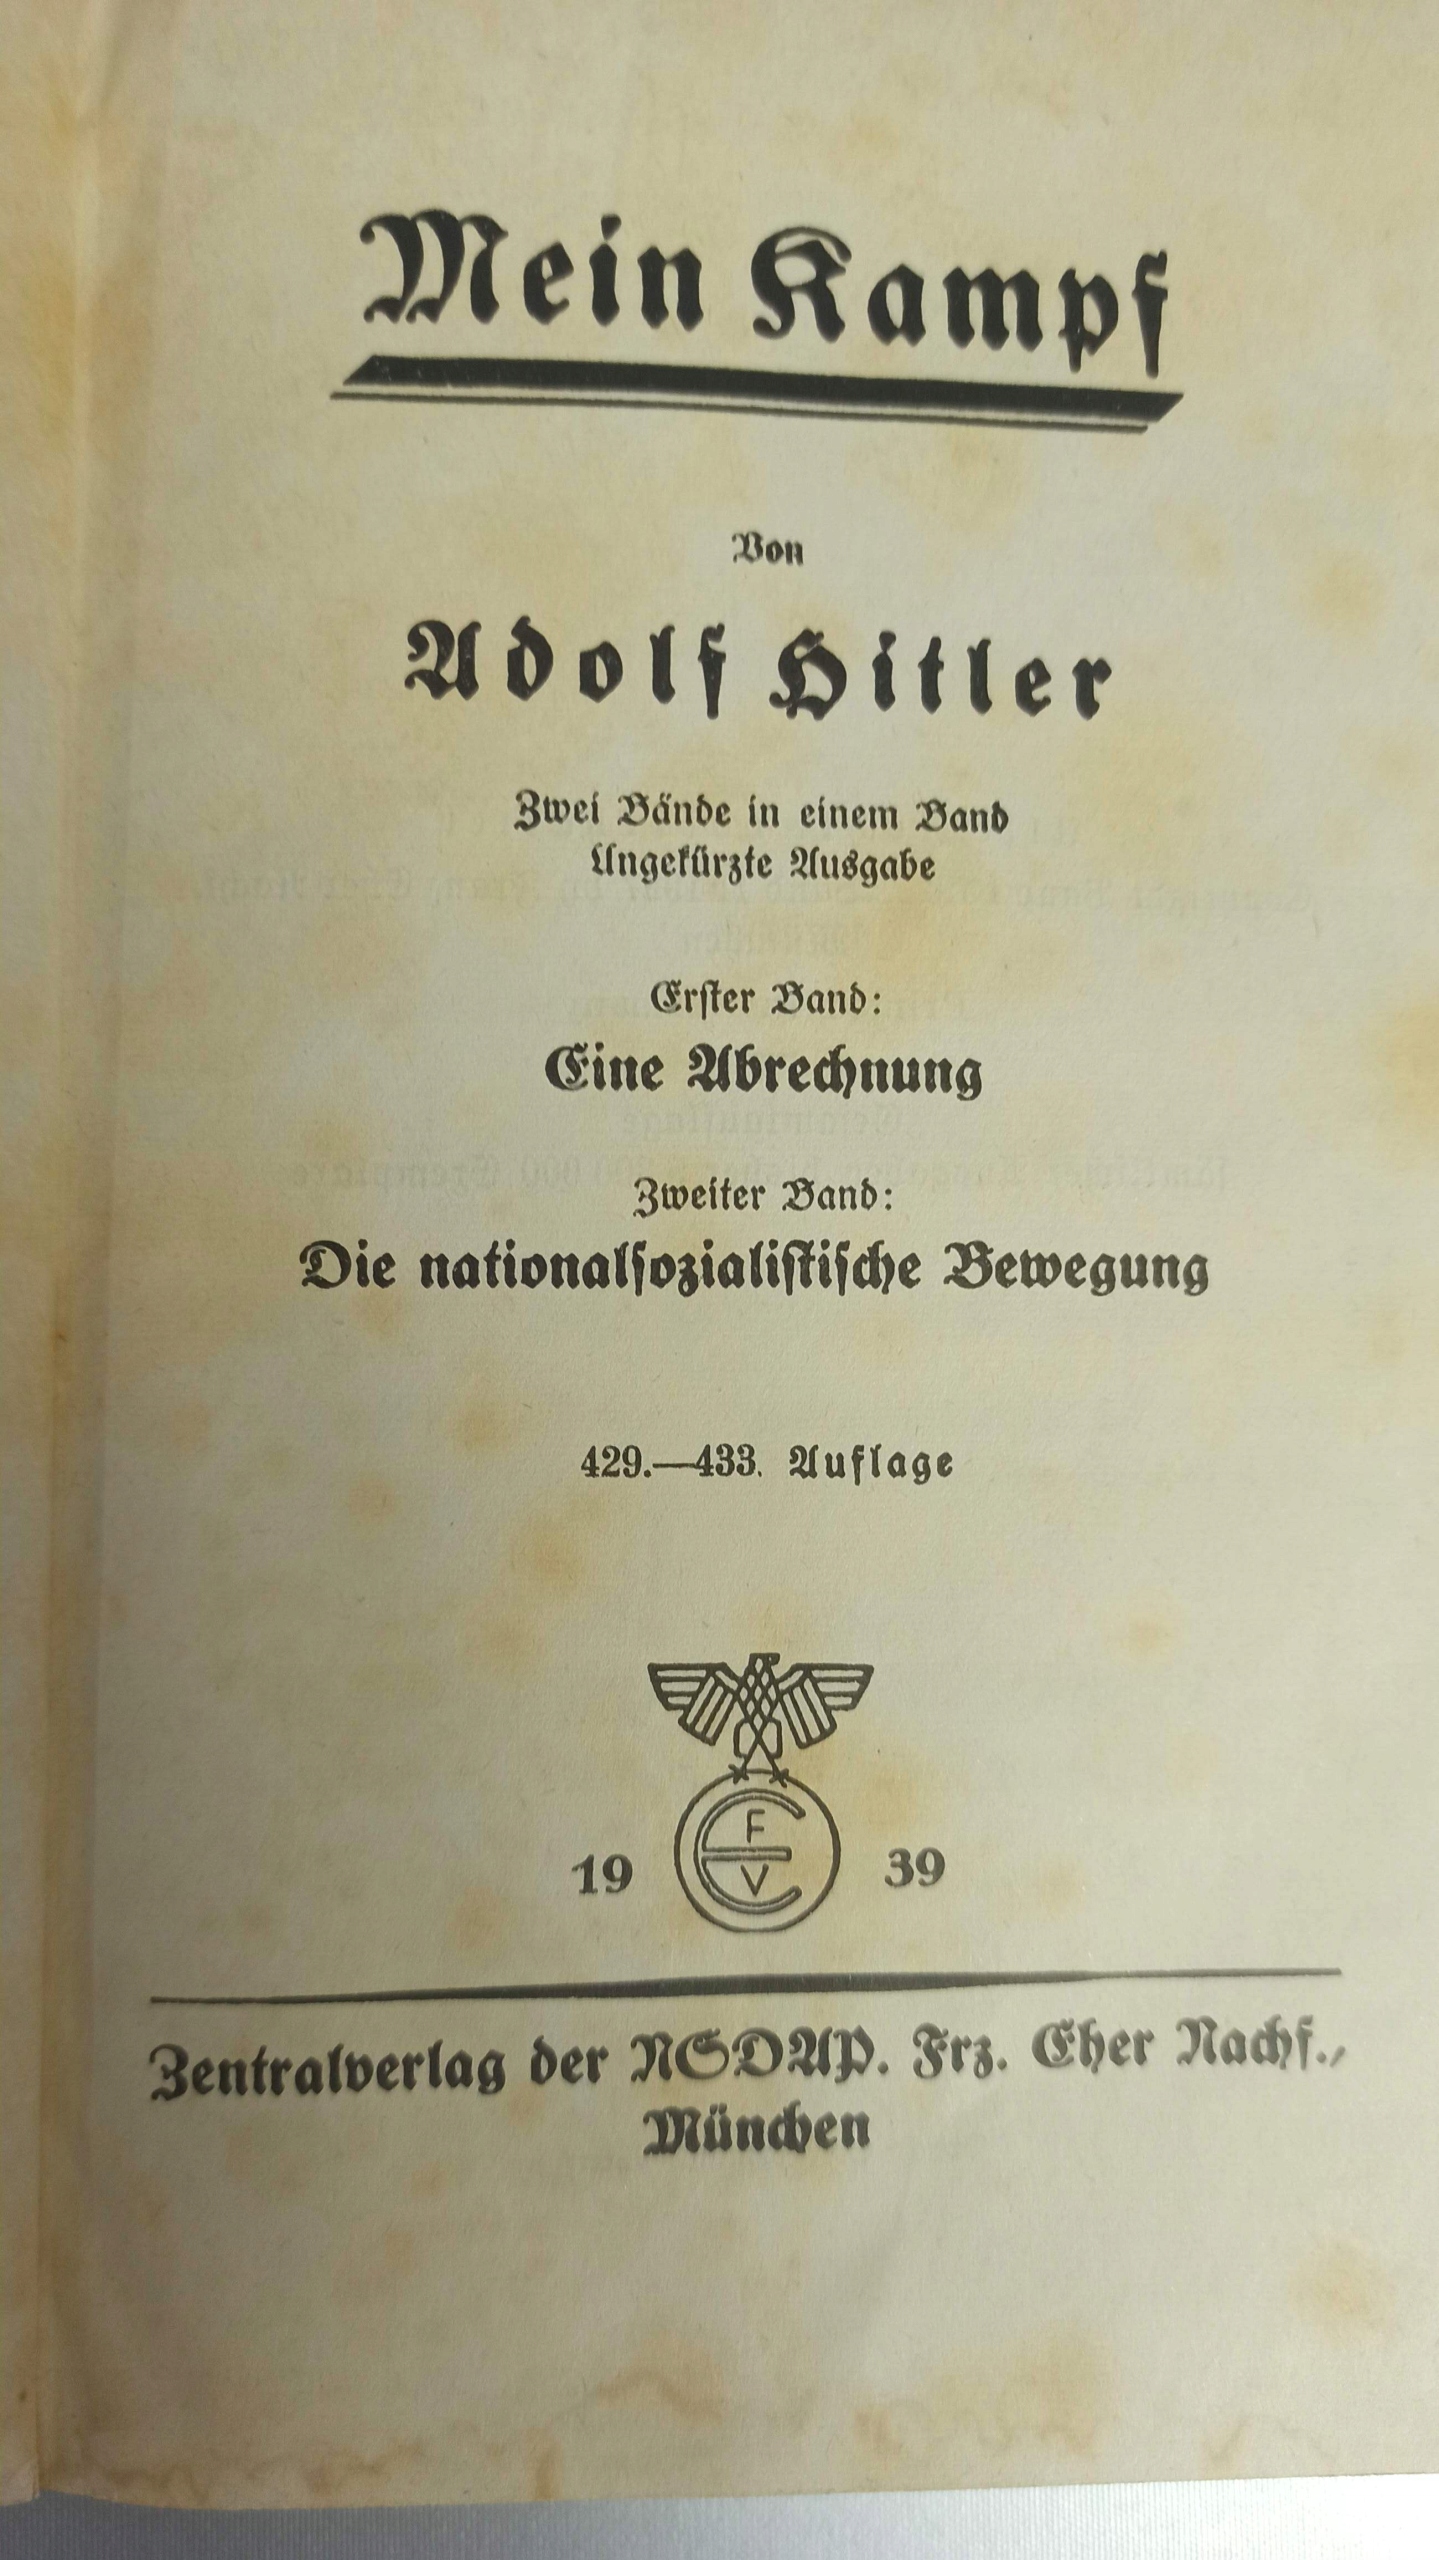 Mein Kampf
Von
Adolf Hitler
Zwei Bände in einem Band
Ungekürzte Ausgabe
Erster Band:
Eine Abrechnung
Zweiter Band:
Die nationalsozialistische Bewegung
429.—433. Auflage
F
E
V
19 39
Zentralverlag der NSDAP. Frz. Eher Nachf.,
München